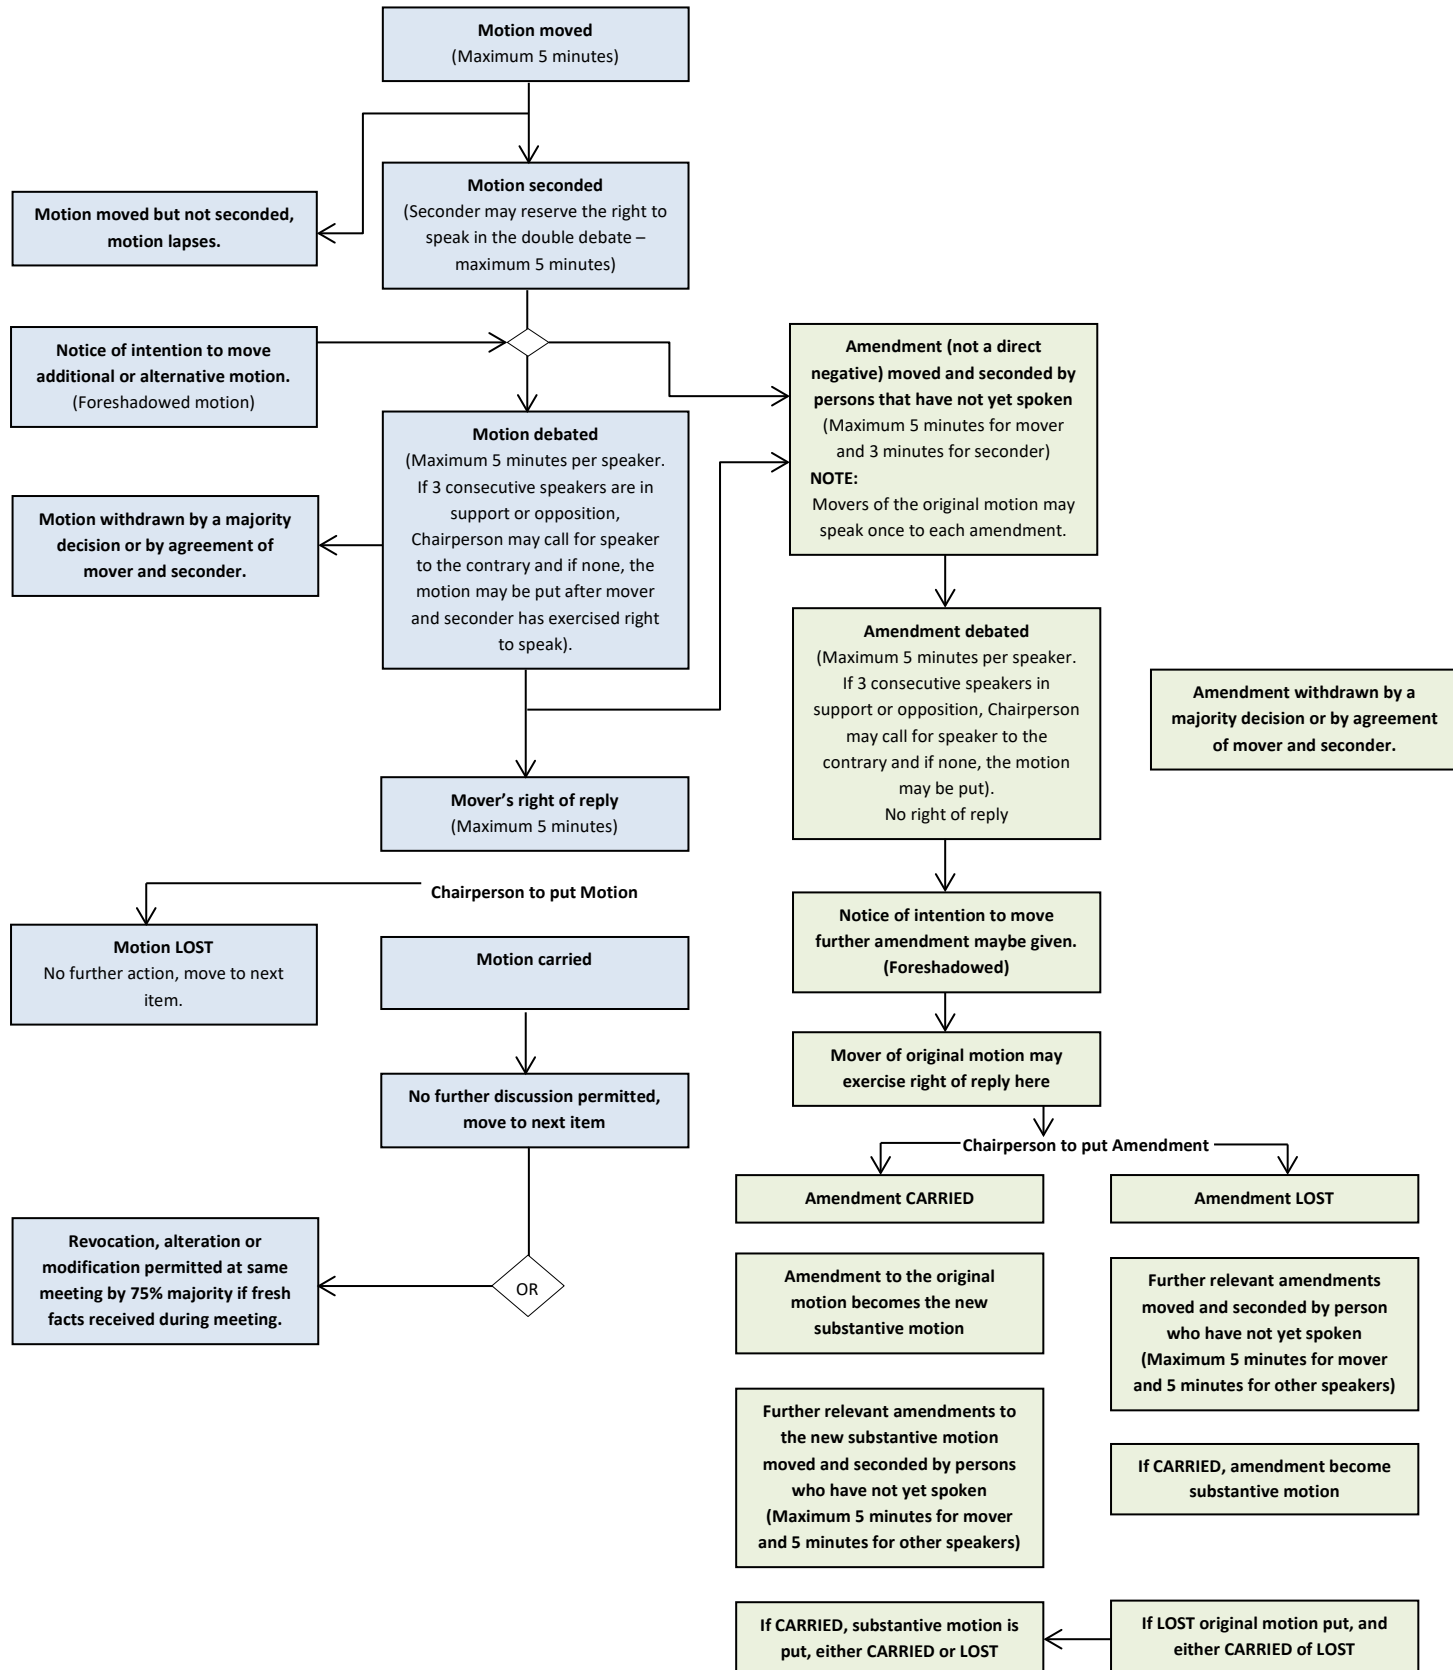 Motion moved
(Maximum 5 minutes)
Motion seconded
(Seccoder may reserve the right to
speak in the double debate –
maximum 5 minutes)
Motion moved but not seconded,
motion lapses.
Notice of intention to move
additional or alternative motion.
(Foreshadowed motion)
Motion debated
(Maximum 5 minutes per speaker.
If 3 consecutive speakers are in
support or opposition,
Chairperson may call for speaker
to the contrary and if none, the
motion may be put after mover
and seconder has exercised right
to speak).
Motion withdrawn by a majority
decision or by agreement of
mover and seconder.
Mover’s right of reply
(Maximum 5 minutes)
Chairperson to put Motion
Motion LOST
No further action, move to next
item.
Motion carried
No further discussion permitted,
move to next item
OR
Revocation, alteration or
modification permitted at same
meeting by 75% majority if fresh
facts received during meeting.
Amendment (not a direct
negative) moved and seconded by
persons that have not yet spoken
(Maximum 5 minutes for mover
and 3 minutes for seconder)
NOTE:
Movers of the original motion may
speak once to each amendment.
Amendment debated
(Maximum 5 minutes per speaker.
If 3 consecutive speakers in
support or opposition, Chairperson
may call for speaker to the
contrary and if none, the motion
may be put).
No right of reply
Amendment withdrawn by a
majority decision or by agreement
of mover and seconder.
Notice of intention to move
further amendment maybe given.
(Foreshadowed)
Mover of original motion may
exercise right of reply here
Chairperson to put Amendment
Amendment CARRIED
Amendment to the original
motion becomes the new
substantive motion
Further relevant amendments to
the new substantive motion
moved and seconded by persons
who have not yet spoken
(Maximum 5 minutes for mover
and 5 minutes for other speakers)
If CARRIED, substantive motion is
put, either CARRIED or LOST
Amendment LOST
Further relevant amendments
moved and seconded by person
who have not yet spoken
(Maximum 5 minutes for mover
and 5 minutes for other speakers)
If CARRIED, amendment become
substantive motion
If LOST original motion put, and
either CARRIED of LOST